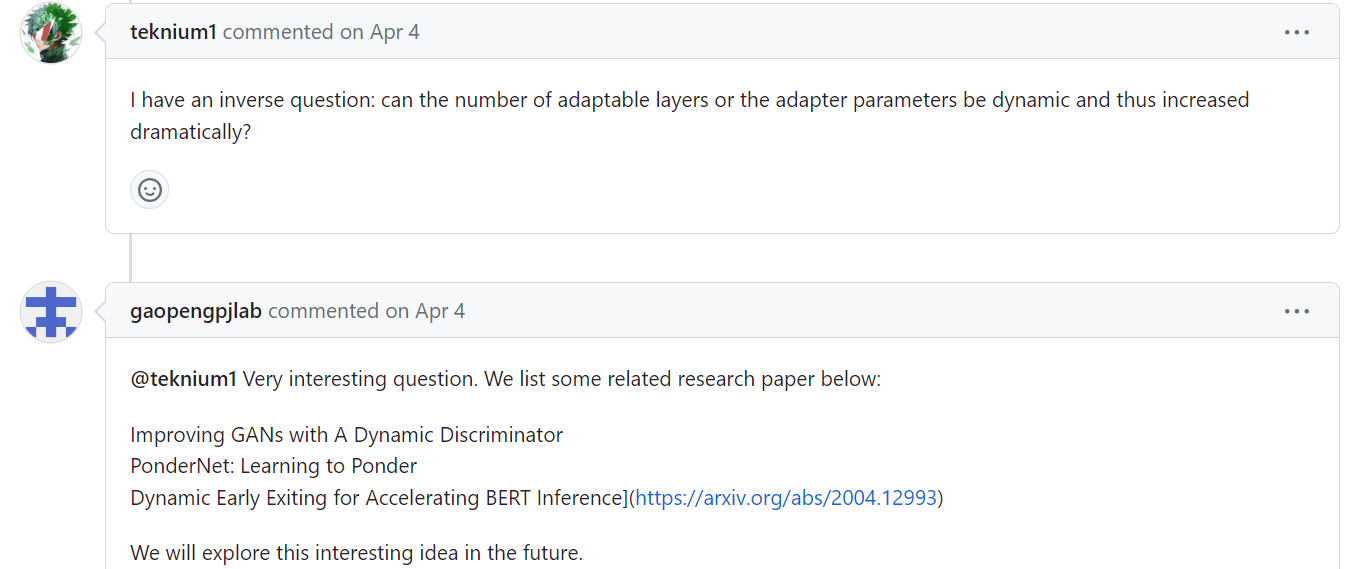 teknium1 commented on Apr 4
I have an inverse question: can the number of adaptable layers or the adapter parameters be dynamic and thus increased
dramatically?
gaopengpjlab commented on Apr 4
@teknium1 Very interesting question. We list some related research paper below:
Improving GANs with A Dynamic Discriminator
PonderNet: Learning to Ponder
Dynamic Early Exiting for Accelerating BERT Inference](https://arxiv.org/abs/2004.12993)
We will explore this interesting idea in the future.